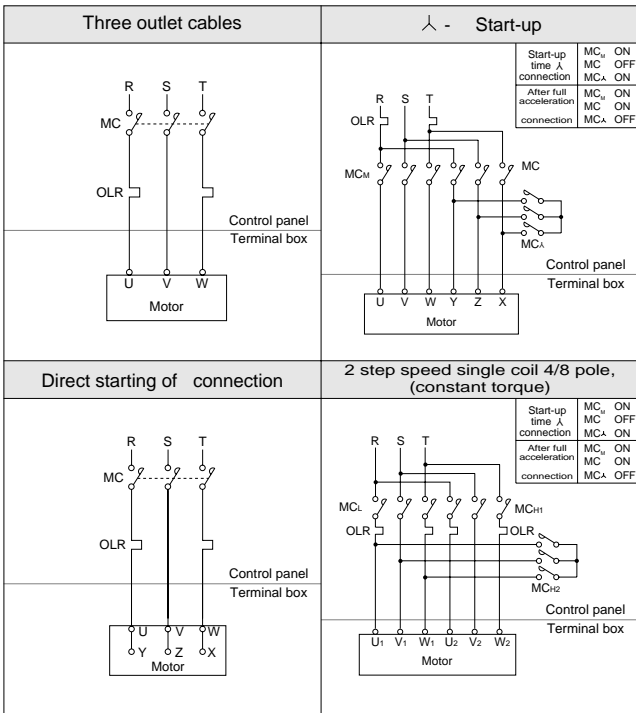 Three outlet cables
R S T
MC
OLR
Control panel
Terminal box
U V W
Motor
⅄ - Start-up
Start-up time ⅄ connection
MCM ON
MC OFF
MC⅄ ON
After full acceleration connection
MCM ON
MC ON
MC⅄ OFF
R S T
OLR
MCM
MC
MC⅄
Control panel
Terminal box
U V W Y Z X
Motor
Direct starting of connection
R S T
MC
OLR
Control panel
Terminal box
U V W
Y Z X
Motor
2 step speed single coil 4/8 pole,
(constant torque)
Start-up time ⅄ connection
MCM ON
MC OFF
MC⅄ ON
After full acceleration connection
MCM ON
MC ON
MC⅄ OFF
R S T
MCL
MCH1
OLR
OLR
MCH2
Control panel
Terminal box
U1 V1 W1 U2 V2 W2
Motor